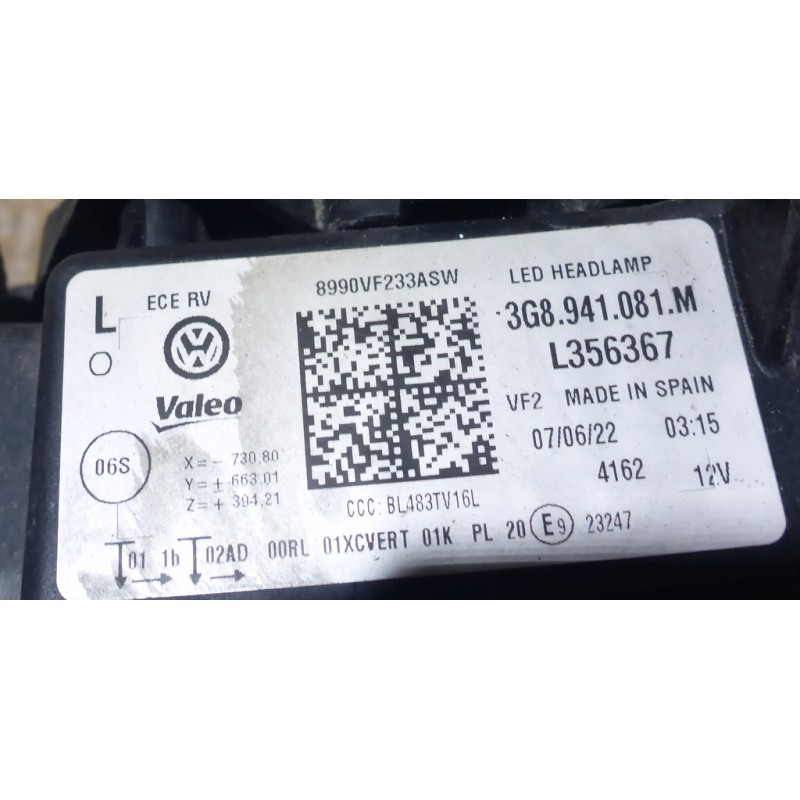 L ECE RV 8990VF233ASW LED HEADLAMP
3G8.941.081.M
L356367
Valeo
VF2 MADE IN SPAIN
07/06/22 03:15
4162 12V
06S
X= - 730,80
Y= ± 663,01
Z= + 394,21
CCC: BL483TV16L
01 1b 02AD 00RL 01XCVERT 01K PL 20 E9 23247